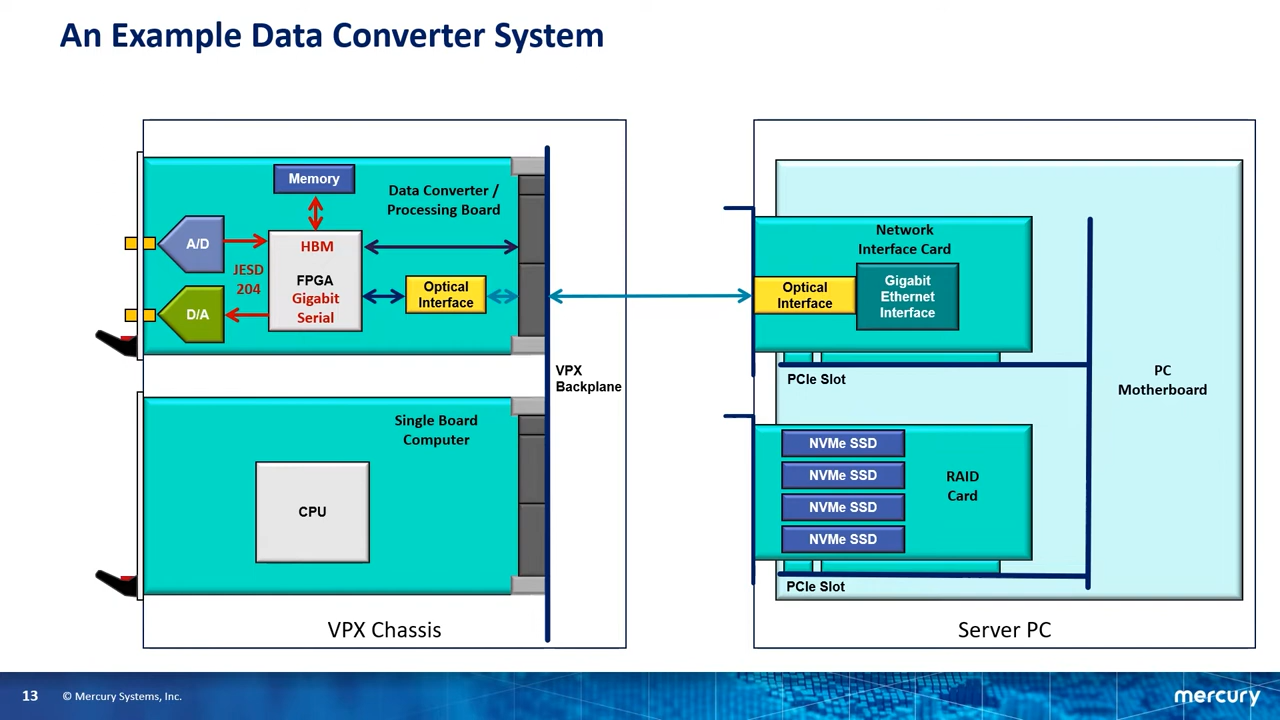 An Example Data Converter System
Memory
Data Converter /
Processing Board
A/D
HBM
JESD
204
FPGA
Gigabit
Serial
Optical
Interface
D/A
VPX
Backplane
Single Board
Computer
CPU
VPX Chassis
Network
Interface Card
Optical
Interface
Gigabit
Ethernet
Interface
PCIe Slot
PC
Motherboard
NVMe SSD
NVMe SSD
NVMe SSD
NVMe SSD
RAID
Card
PCIe Slot
Server PC
13
© Mercury Systems, Inc.
mercury